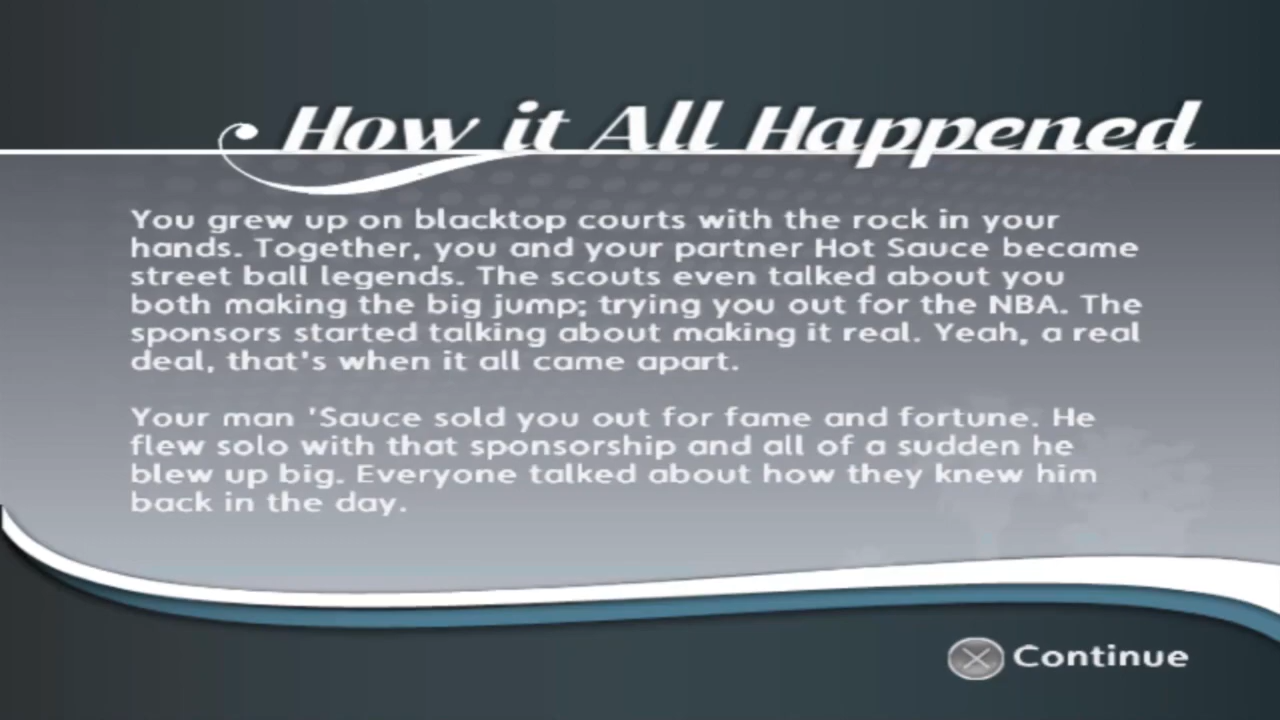 How it All Happened
You grew up on blacktop courts with the rock in your
hands. Together, you and your partner Hot Sauce became
street ball legends. The scouts even talked about you
both making the big jump; trying you out for the NBA. The
sponsors started talking about making it real. Yeah, a real
deal, that's when it all came apart.
Your man 'Sauce sold you out for fame and fortune. He
flew solo with that sponsorship and all of a sudden he
blew up big. Everyone talked about how they knew him
back in the day.
Continue